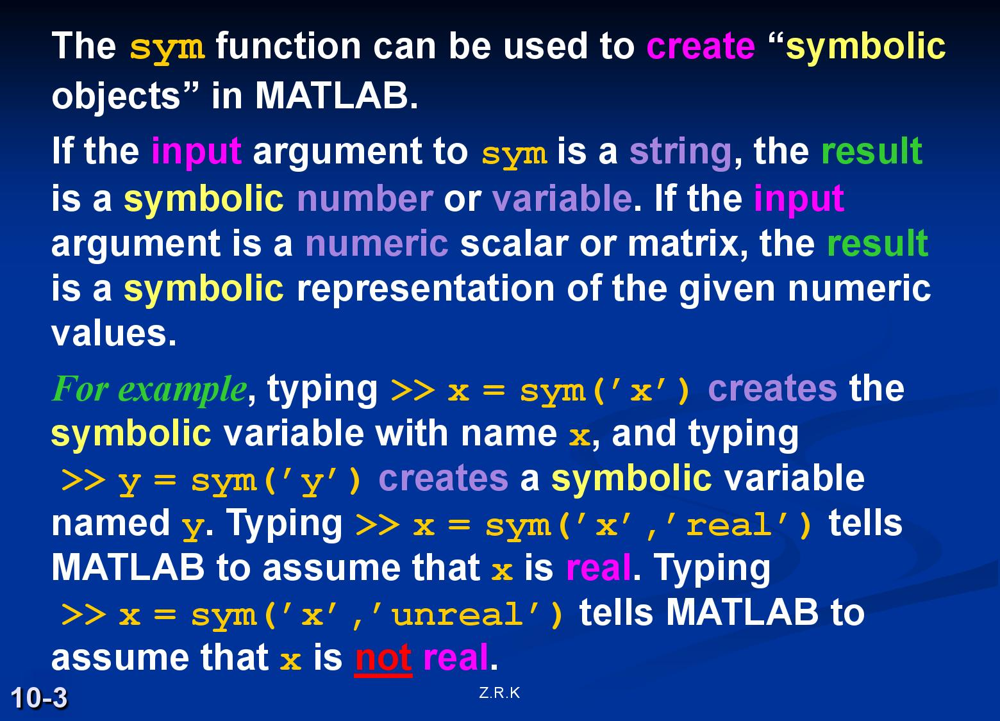 The sym function can be used to create “symbolic
objects” in MATLAB.
If the input argument to sym is a string, the result
is a symbolic number or variable. If the input
argument is a numeric scalar or matrix, the result
is a symbolic representation of the given numeric
values.
For example, typing >> x = sym(’x’) creates the
symbolic variable with name x, and typing
>> y = sym(’y’) creates a symbolic variable
named y. Typing >> x = sym(’x’,’real’) tells
MATLAB to assume that x is real. Typing
>> x = sym(’x’,’unreal’) tells MATLAB to
assume that x is not real.
10-3
Z.R.K